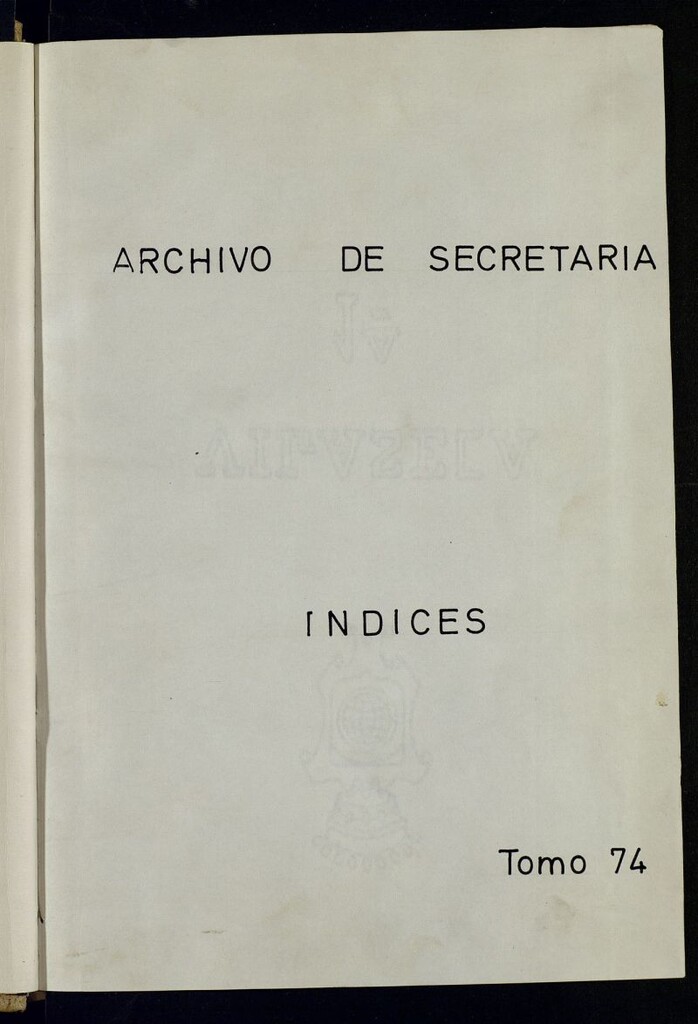 ARCHIVO DE SECRETARIA
INDICES
Tomo 74